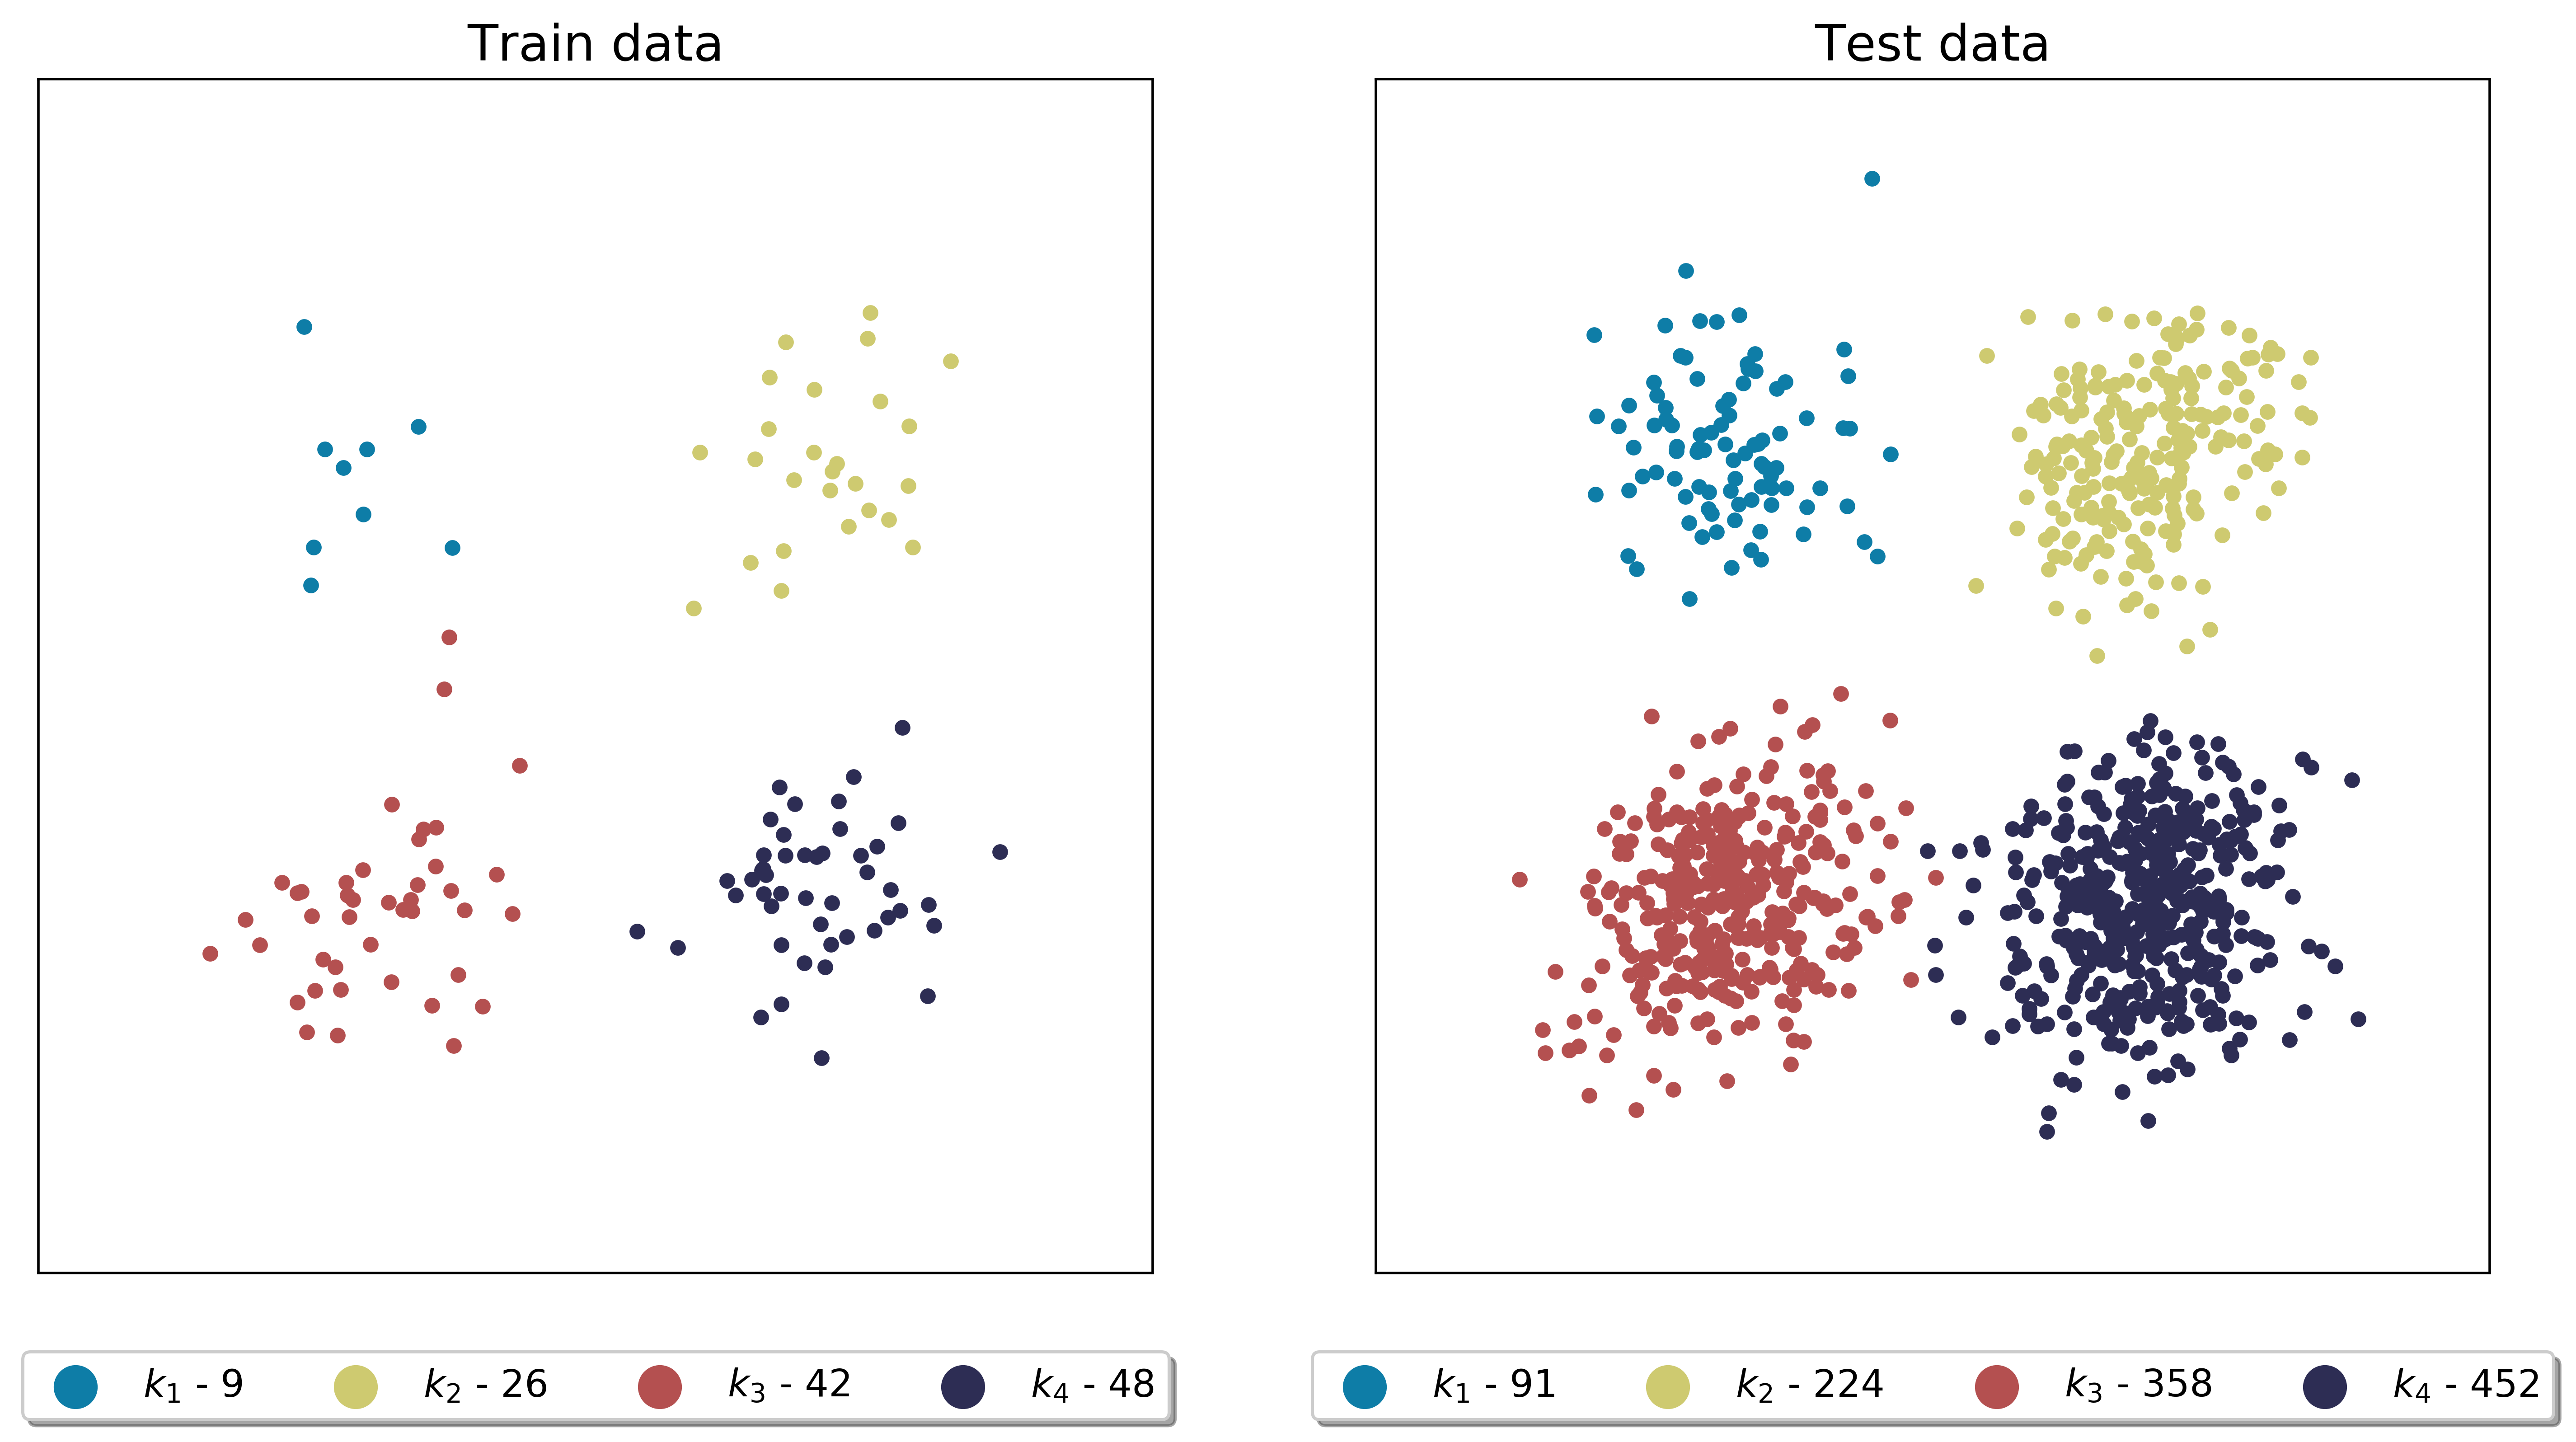 Train data
Test data
k₁ - 9 k₂ - 26 k₃ - 42 k₄ - 48
k₁ - 91 k₂ - 224 k₃ - 358 k₄ - 452